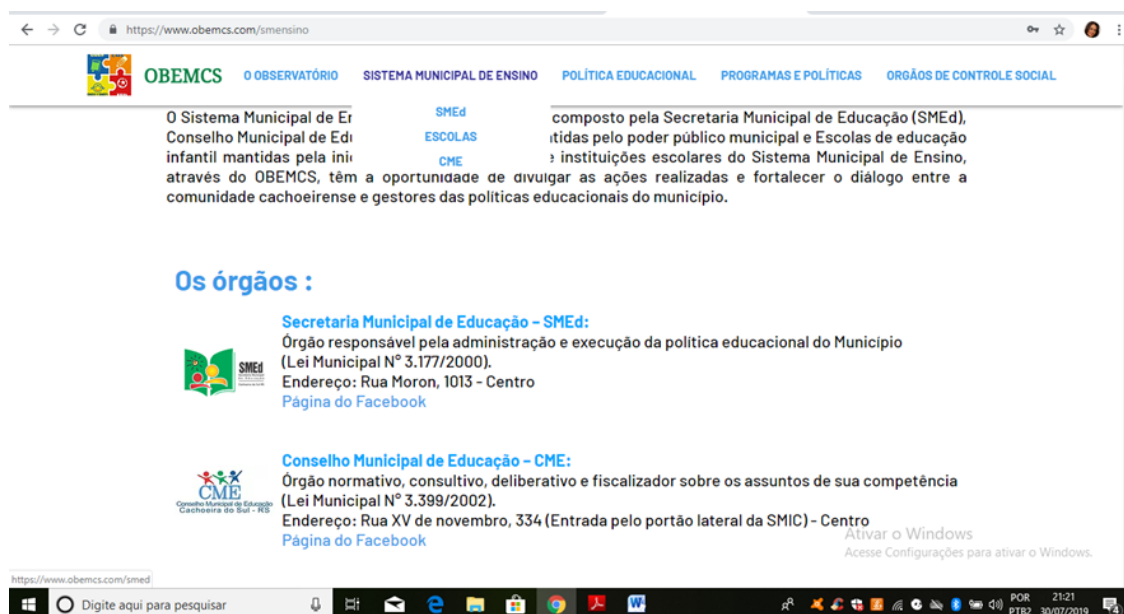 https://www.obemcs.com/smensino
OBEMCS O OBSERVATÓRIO SISTEMA MUNICIPAL DE ENSINO POLÍTICA EDUCACIONAL PROGRAMAS E POLÍTICAS ORGÃOS DE CONTROLE SOCIAL
SMEd
ESCOLAS
CME
O Sistema Municipal de En composto pela Secretaria Municipal de Educação (SMEd),
Conselho Municipal de Edu tidas pelo poder público municipal e Escolas de educação
infantil mantidas pela inic e instituições escolares do Sistema Municipal de Ensino,
através do OBEMCS, têm a oportunidade de divulgar as ações realizadas e fortalecer o diálogo entre a
comunidade cachoeirense e gestores das políticas educacionais do município.
Os órgãos :
Secretaria Municipal de Educação – SMEd:
Órgão responsável pela administração e execução da política educacional do Município
(Lei Municipal N° 3.177/2000).
Endereço: Rua Moron, 1013 - Centro
Página do Facebook
SMEd
Conselho Municipal de Educação – CME:
Órgão normativo, consultivo, deliberativo e fiscalizador sobre os assuntos de sua competência
(Lei Municipal N° 3.399/2002).
Endereço: Rua XV de novembro, 334 (Entrada pelo portão lateral da SMIC) - Centro
Página do Facebook
CME
Conselho Municipal de Educação
Cachoeira do Sul - RS
Ativar o Windows
Acesse Configurações para ativar o Windows.
https://www.obemcs.com/smed
Digite aqui para pesquisar
POR 21:21
PTB2 30/07/2019